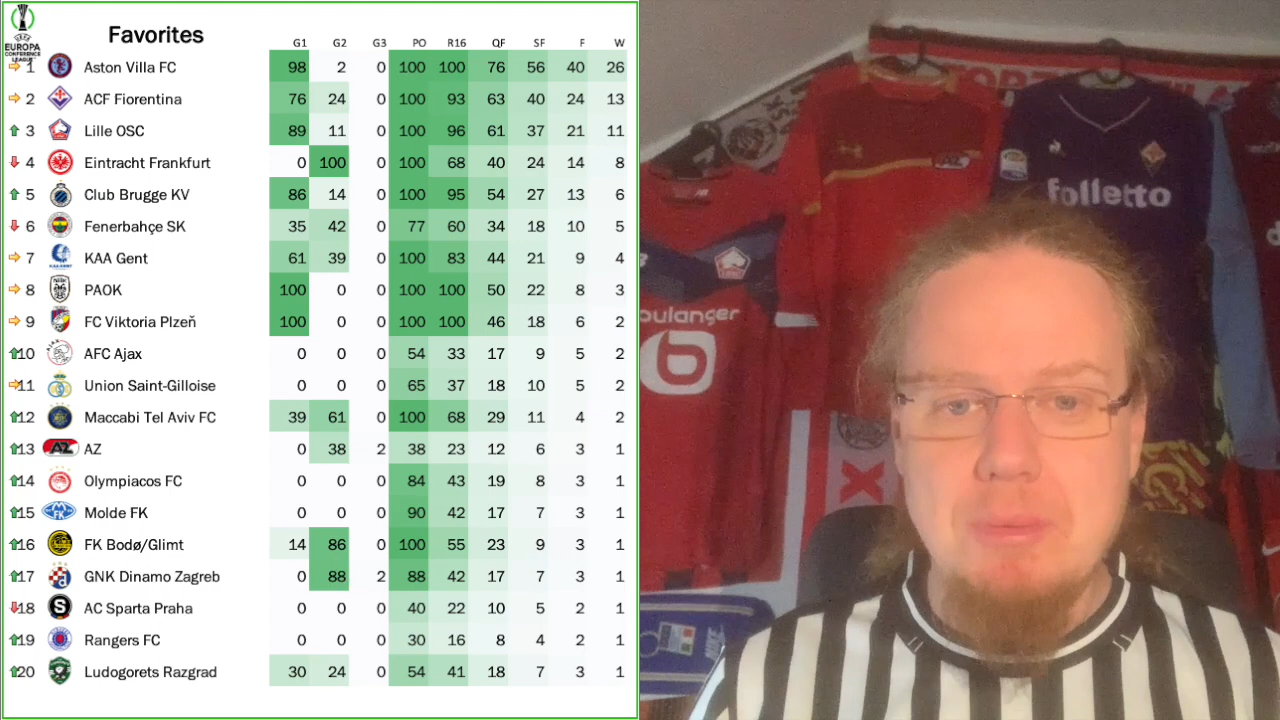 UEFA
EUROPA
CONFERENCE
LEAGUE
Favorites
G1 G2 G3 PO R16 QF SF F W
1 Aston Villa FC 98 2 0 100 100 76 56 40 26
2 ACF Fiorentina 76 24 0 100 93 63 40 24 13
3 Lille OSC 89 11 0 100 96 61 37 21 11
4 Eintracht Frankfurt 0 100 0 100 68 40 24 14 8
5 Club Brugge KV 86 14 0 100 95 54 27 13 6
6 Fenerbahçe SK 35 42 0 77 60 34 18 10 5
7 KAA Gent 61 39 0 100 83 44 21 9 4
8 PAOK 100 0 0 100 100 50 22 8 3
9 FC Viktoria Plzeň 100 0 0 100 100 46 18 6 2
10 AFC Ajax 0 0 0 54 33 17 9 5 2
11 Union Saint-Gilloise 0 0 0 65 37 18 10 5 2
12 Maccabi Tel Aviv FC 39 61 0 100 68 29 11 4 2
13 AZ AZ 0 38 2 38 23 12 6 3 1
14 Olympiacos FC 0 0 0 84 43 19 8 3 1
15 Molde FK 0 0 0 90 42 17 7 3 1
16 FK Bodø/Glimt 14 86 0 100 55 23 9 3 1
17 GNK Dinamo Zagreb 0 88 2 88 42 17 7 3 1
18 AC Sparta Praha 0 0 0 40 22 10 5 2 1
19 Rangers FC 0 0 0 30 16 8 4 2 1
20 Ludogorets Razgrad 30 24 0 54 41 18 7 3 1
AZ
folletto
boulanger